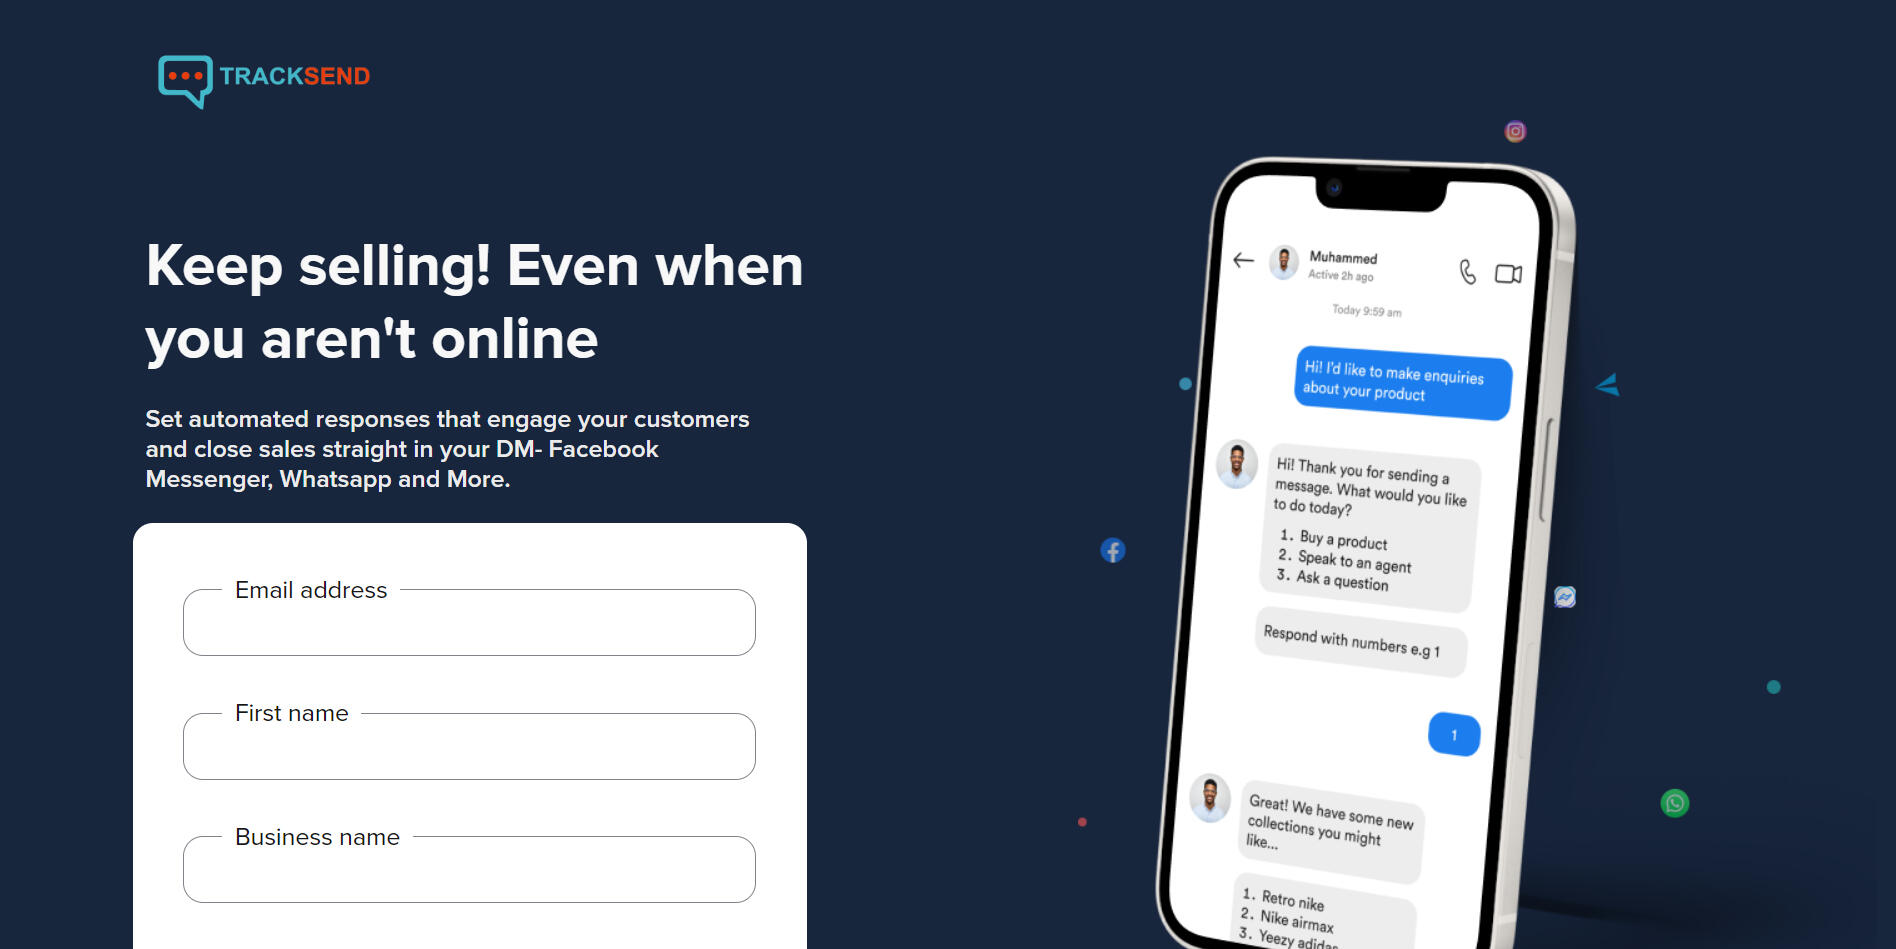 TRACKSEND
Keep selling! Even when
you aren't online
Set automated responses that engage your customers
and close sales straight in your DM- Facebook
Messenger, Whatsapp and More.
Email address
First name
Business name
Muhammed
Active 2h ago
Today 9:59 am
Hi! I'd like to make enquiries
about your product
Hi! Thank you for sending a
message. What would you like
to do today?
1. Buy a product
2. Speak to an agent
3. Ask a question
Respond with numbers e.g 1
1
Great! We have some new
collections you might
like...
1. Retro nike
2. Nike airmax
3. Yeezy adidas